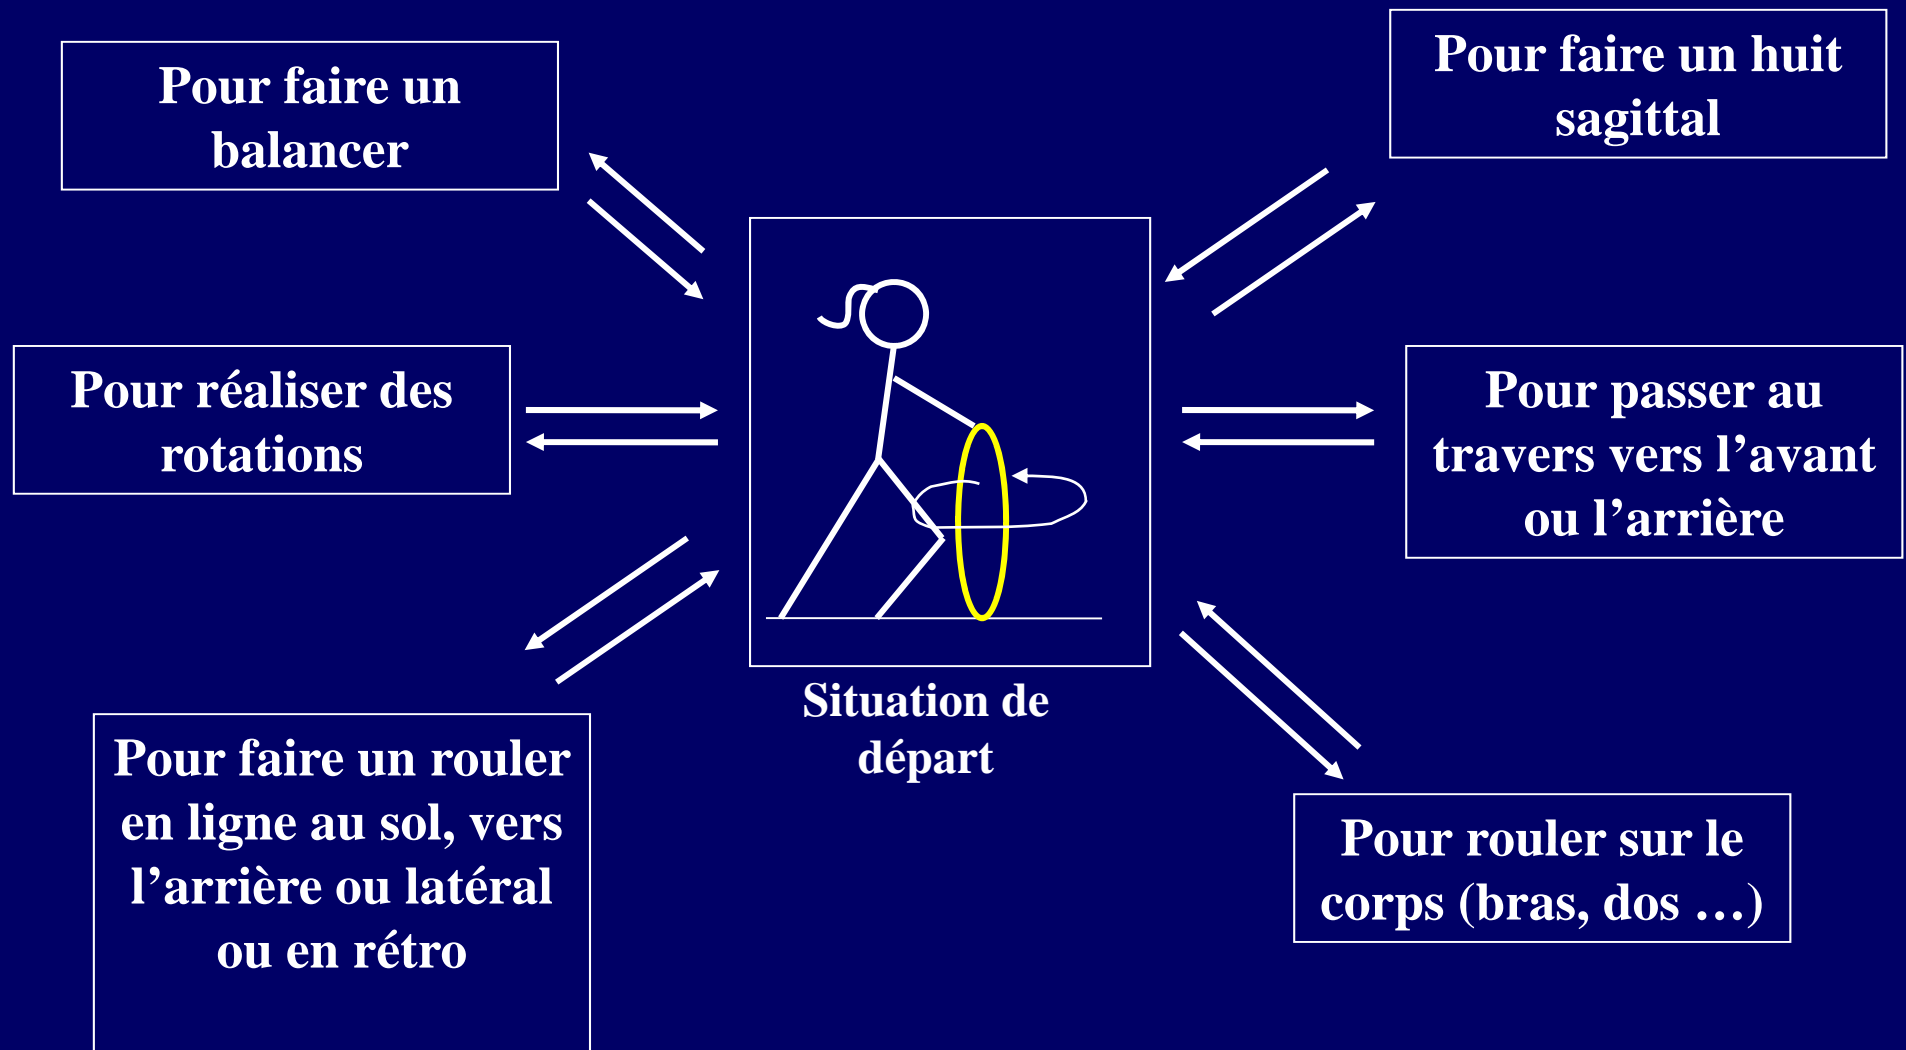 Pour faire un
balancer
Pour faire un huit
sagittal
Pour réaliser des
rotations
Pour passer au
travers vers l’avant
ou l’arrière
Situation de
départ
Pour faire un rouler
en ligne au sol, vers
l’arrière ou latéral
ou en rétro
Pour rouler sur le
corps (bras, dos …)